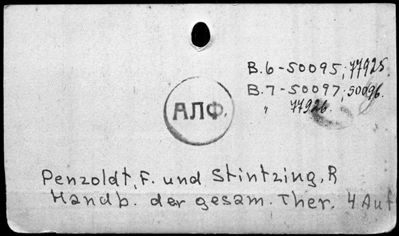 B.6-50095; 77925.
B.7-50097; 50096.
" 77926.
АЛФ.
Penzoldt, F. und Stintzing, R
Handb. der gesam. Ther. 4 Auf